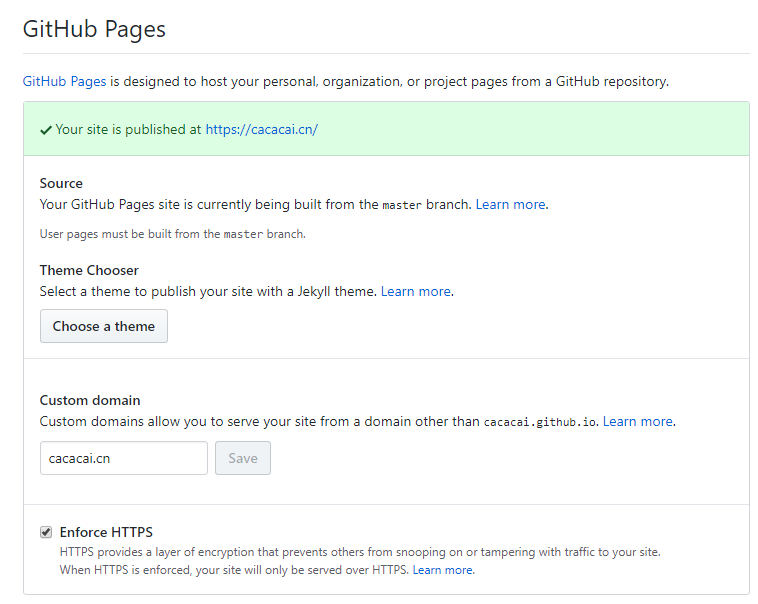 GitHub Pages
GitHub Pages is designed to host your personal, organization, or project pages from a GitHub repository.
Your site is published at https://cacacai.cn/
Source
Your GitHub Pages site is currently being built from the master branch. Learn more.
User pages must be built from the master branch.
Theme Chooser
Select a theme to publish your site with a Jekyll theme. Learn more.
Choose a theme
Custom domain
Custom domains allow you to serve your site from a domain other than cacacai.github.io. Learn more.
cacacai.cn
Save
Enforce HTTPS
HTTPS provides a layer of encryption that prevents others from snooping on or tampering with traffic to your site.
When HTTPS is enforced, your site will only be served over HTTPS. Learn more.